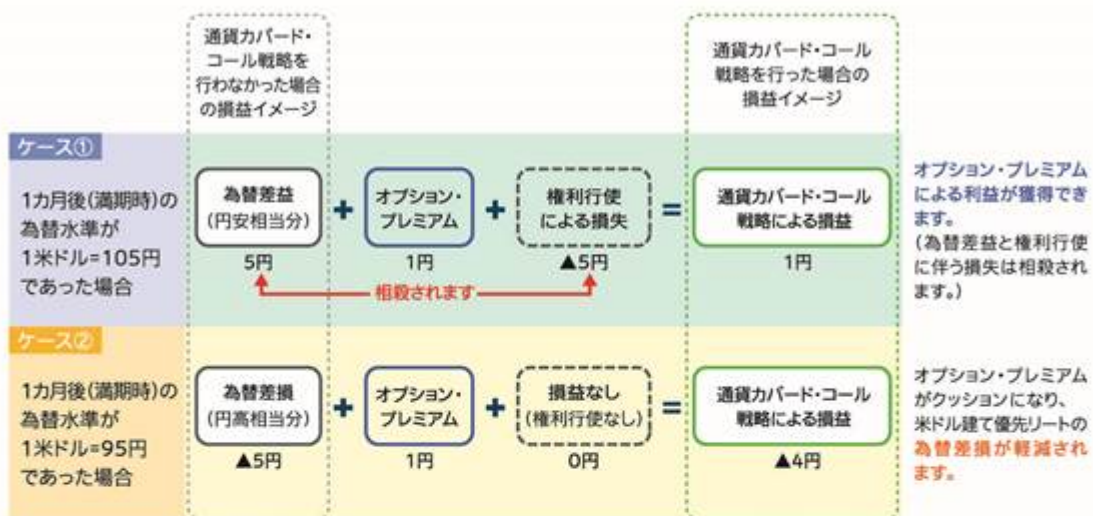 通貨カバード・
コール戦略を
行わなかった場合
の損益イメージ
通貨カバード・コール
戦略を行った場合の
損益イメージ
ケース①
1カ月後(満期時)の
為替水準が
1米ドル=105円
であった場合
為替差益
(円安相当分)
5円
+
オプション・
プレミアム
1円
+
権利行使
による損失
▲5円
=
通貨カバード・コール
戦略による損益
1円
相殺されます
オプション・プレミアム
による利益が獲得でき
ます。
(為替差益と権利行使
に伴う損失は相殺され
ます。)
ケース②
1カ月後(満期時)の
為替水準が
1米ドル=95円
であった場合
為替差損
(円高相当分)
▲5円
+
オプション・
プレミアム
1円
+
損益なし
(権利行使なし)
0円
=
通貨カバード・コール
戦略による損益
▲4円
オプション・プレミアム
がクッションになり、
米ドル建て優先リートの
為替差損が軽減され
ます。